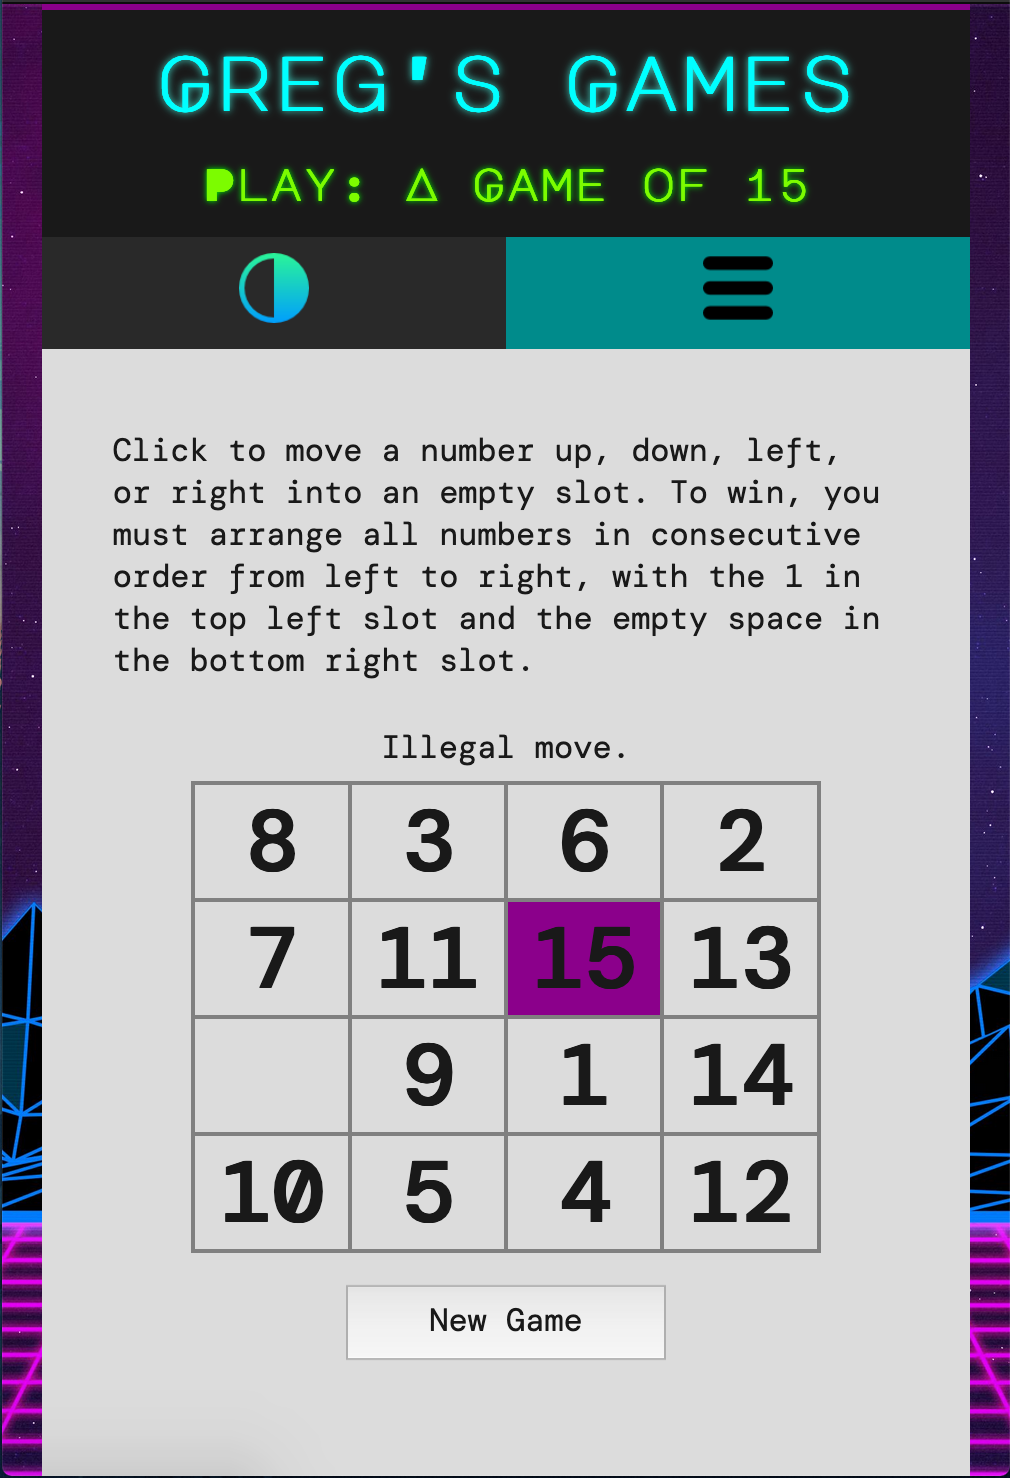 GREG'S GAMES
PLAY: A GAME OF 15
Click to move a number up, down, left,
or right into an empty slot. To win, you
must arrange all numbers in consecutive
order from left to right, with the 1 in
the top left slot and the empty space in
the bottom right slot.
Illegal move.
8 3 6 2
7 11 15 13
9 1 14
10 5 4 12
New Game